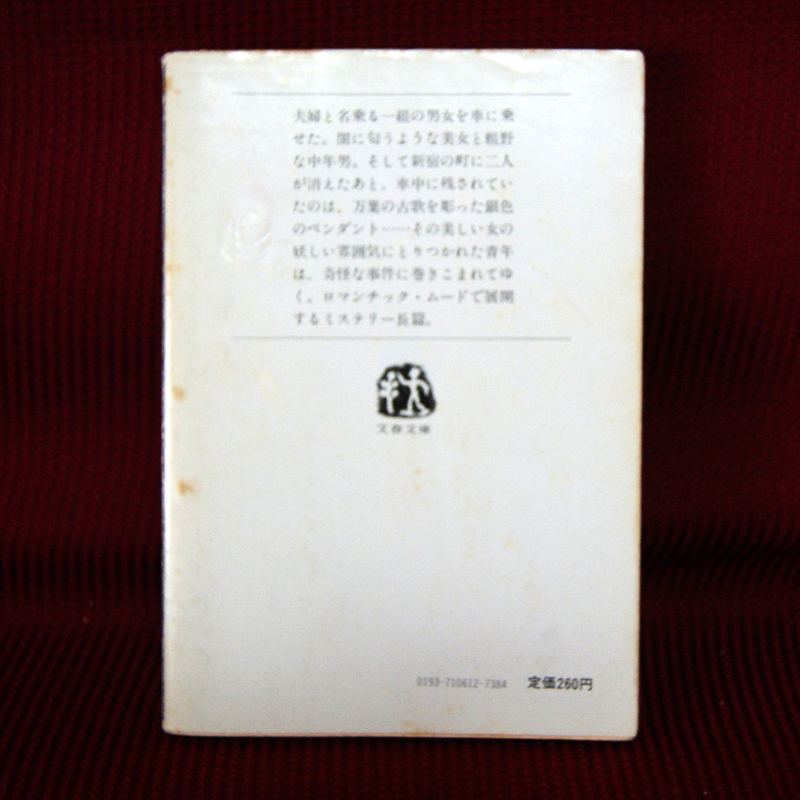 夫婦と名乗る一組の男女を車に乗
せた。闇に匂うような美女と粗野
な中年男。そして新宿の町に二人
が消えたあと、車中に残されてい
たのは、万葉の古歌を彫った銀色
のペンダント……その美しい女の
妖しい雰囲気にとりつかれた青年
は、奇怪な事件に巻きこまれてゆ
く。ロマンチック・ムードで展開
するミステリー長篇。
文春文庫
0193-710612-7384 定価260円